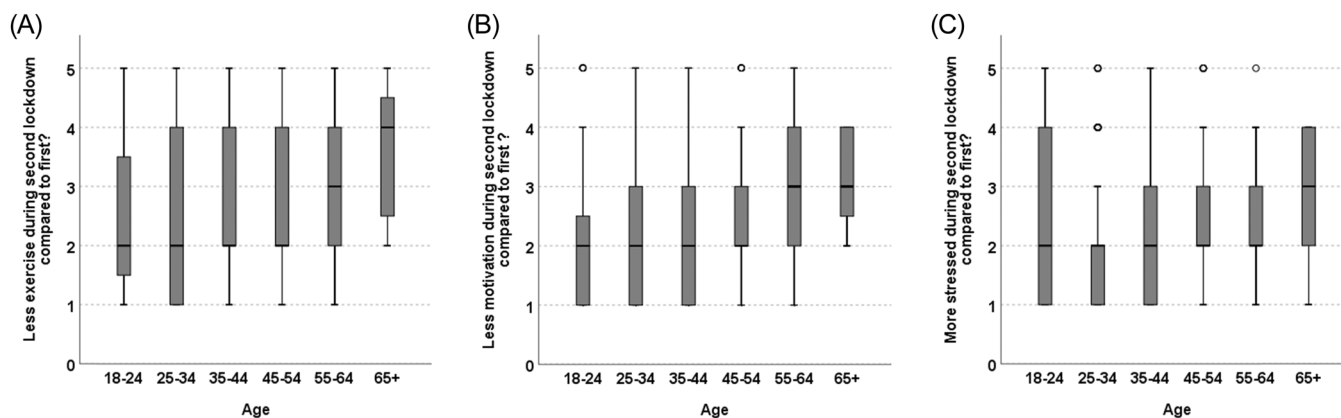 (A)
Less exercise during second lockdown
compared to first?
5
4
3
2
1
0
18-24 25-34 35-44 45-54 55-64 65+
Age
(B)
Less motivation during second lockdown
compared to first ?
5
4
3
2
1
0
18-24 25-34 35-44 45-54 55-64 65+
Age
(C)
More stressed during second lockdown
compared to first?
5
4
3
2
1
0
18-24 25-34 35-44 45-54 55-64 65+
Age